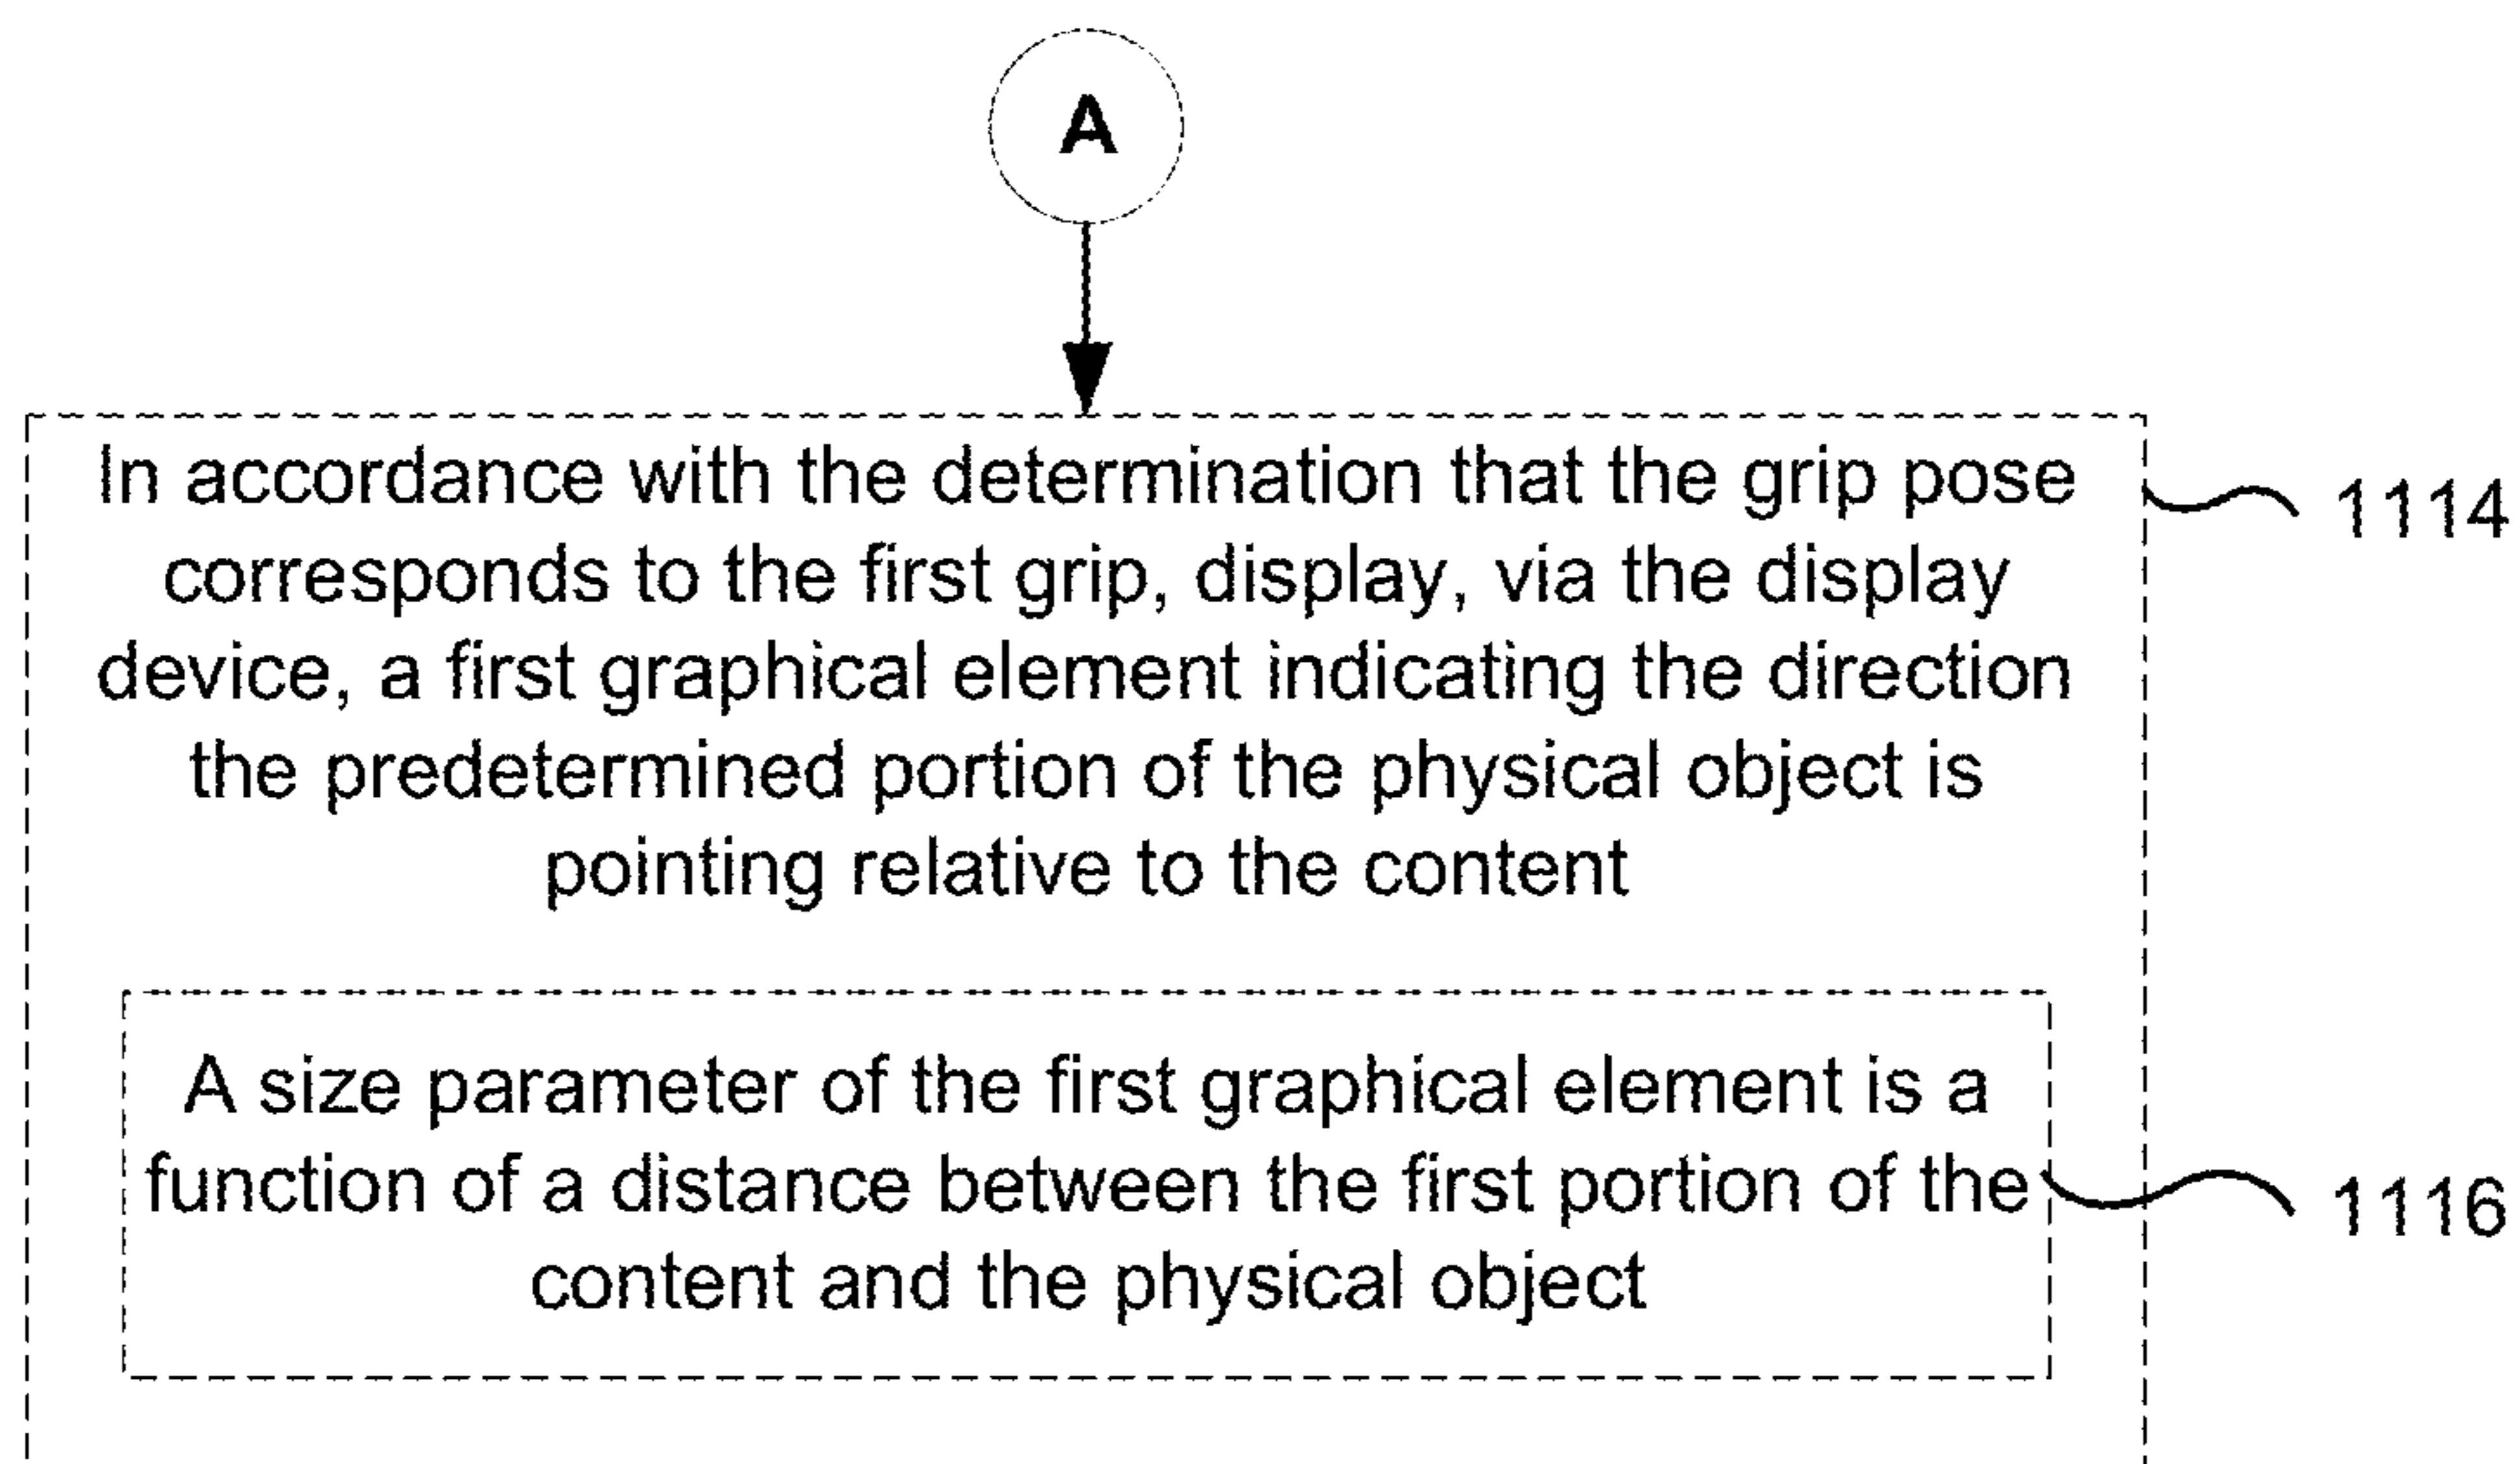 A
In accordance with the determination that the grip pose
1114
corresponds to the first grip, display, via the display
device, a first graphical element indicating the direction
the predetermined portion of the physical object is
pointing relative to the content
A size parameter of the first graphical element is a
function of a distance between the first portion of the
1116
content and the physical object